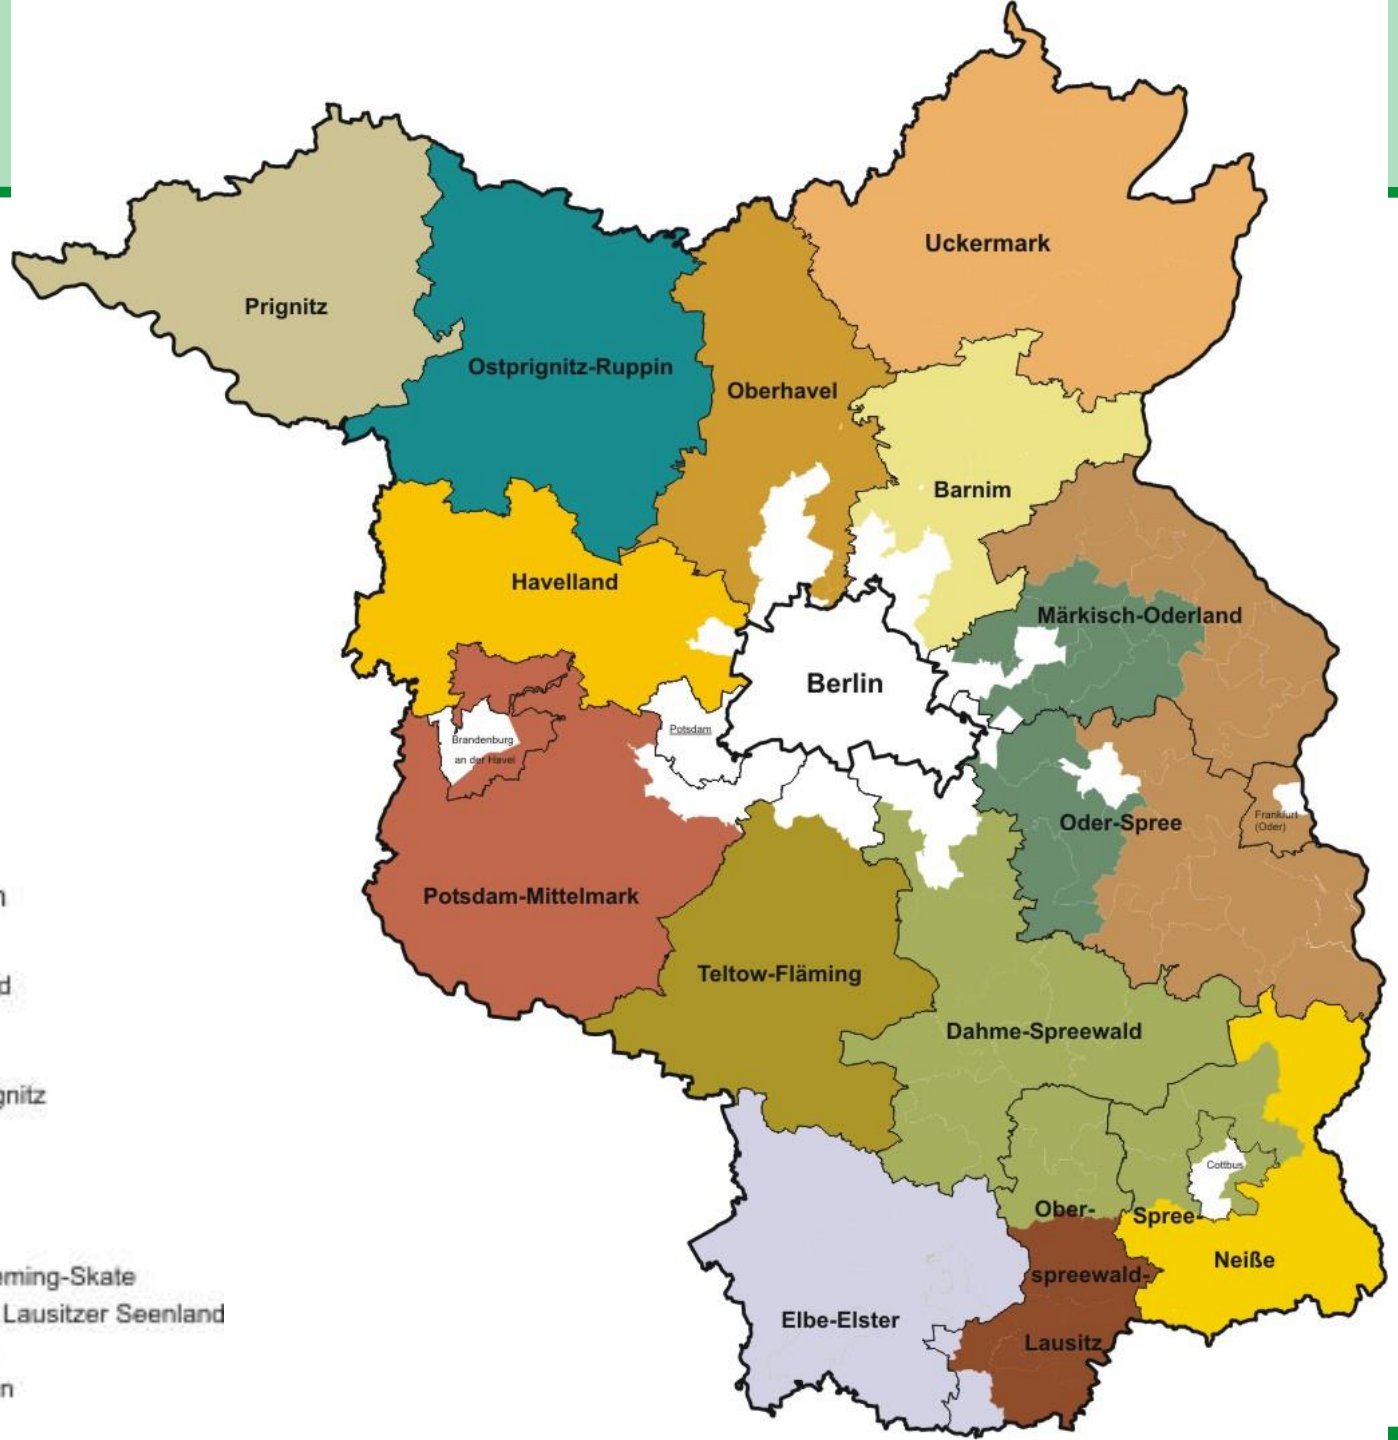 Uckermark
Prignitz
Ostprignitz-Ruppin
Oberhavel
Barnim
Havelland
Märkisch-Oderland
Berlin
Potsdam
Brandenburg
an der Havel
Oder-Spree
Frankfurt
(Oder)
Potsdam-Mittelmark
Teltow-Fläming
Dahme-Spreewald
Cottbus
Ober-
Spree-
Neiße
spreewald-
Elbe-Elster
Lausitz
eming-Skate
Lausitzer Seenland